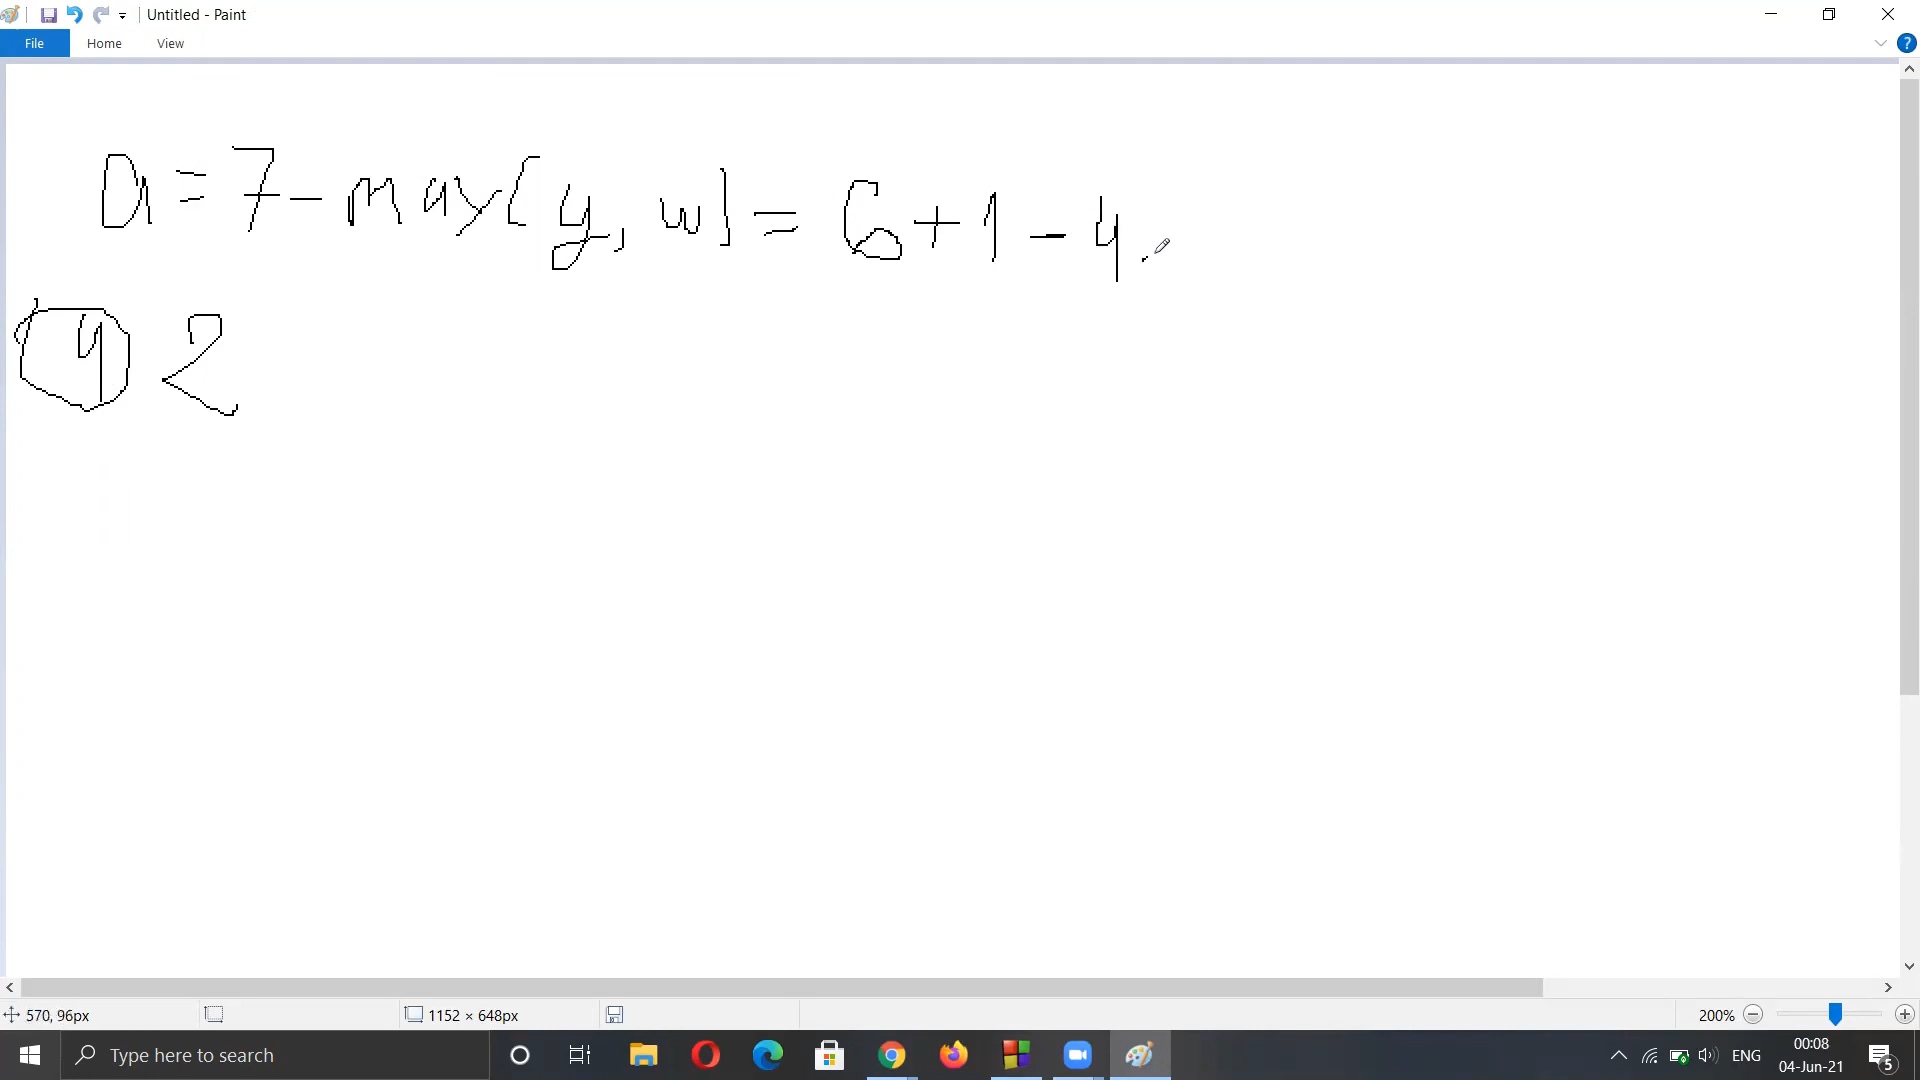 Untitled - Paint
File Home View
D1 = 7 - max[y, w] = 6 + 1 - 4.
4 2
570, 96px
1152 × 648px
200%
Type here to search
ENG
00:08
04-Jun-21
5